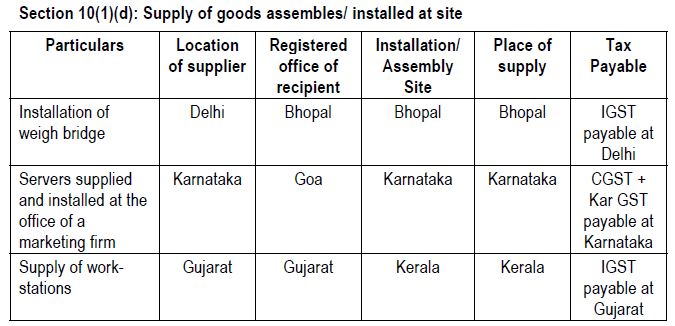 Section 10(1)(d): Supply of goods assembles/ installed at site
Particulars
Location
of supplier
Registered
office of
recipient
Installation/
Assembly
Site
Place of
supply
Tax
Payable
Installation of
weigh bridge
Delhi
Bhopal
Bhopal
Bhopal
IGST
payable at
Delhi
Servers supplied
and installed at the
office of a
marketing firm
Karnataka
Goa
Karnataka
Karnataka
CGST +
Kar GST
payable at
Karnataka
Supply of work-
stations
Gujarat
Gujarat
Kerala
Kerala
IGST
payable at
Gujarat